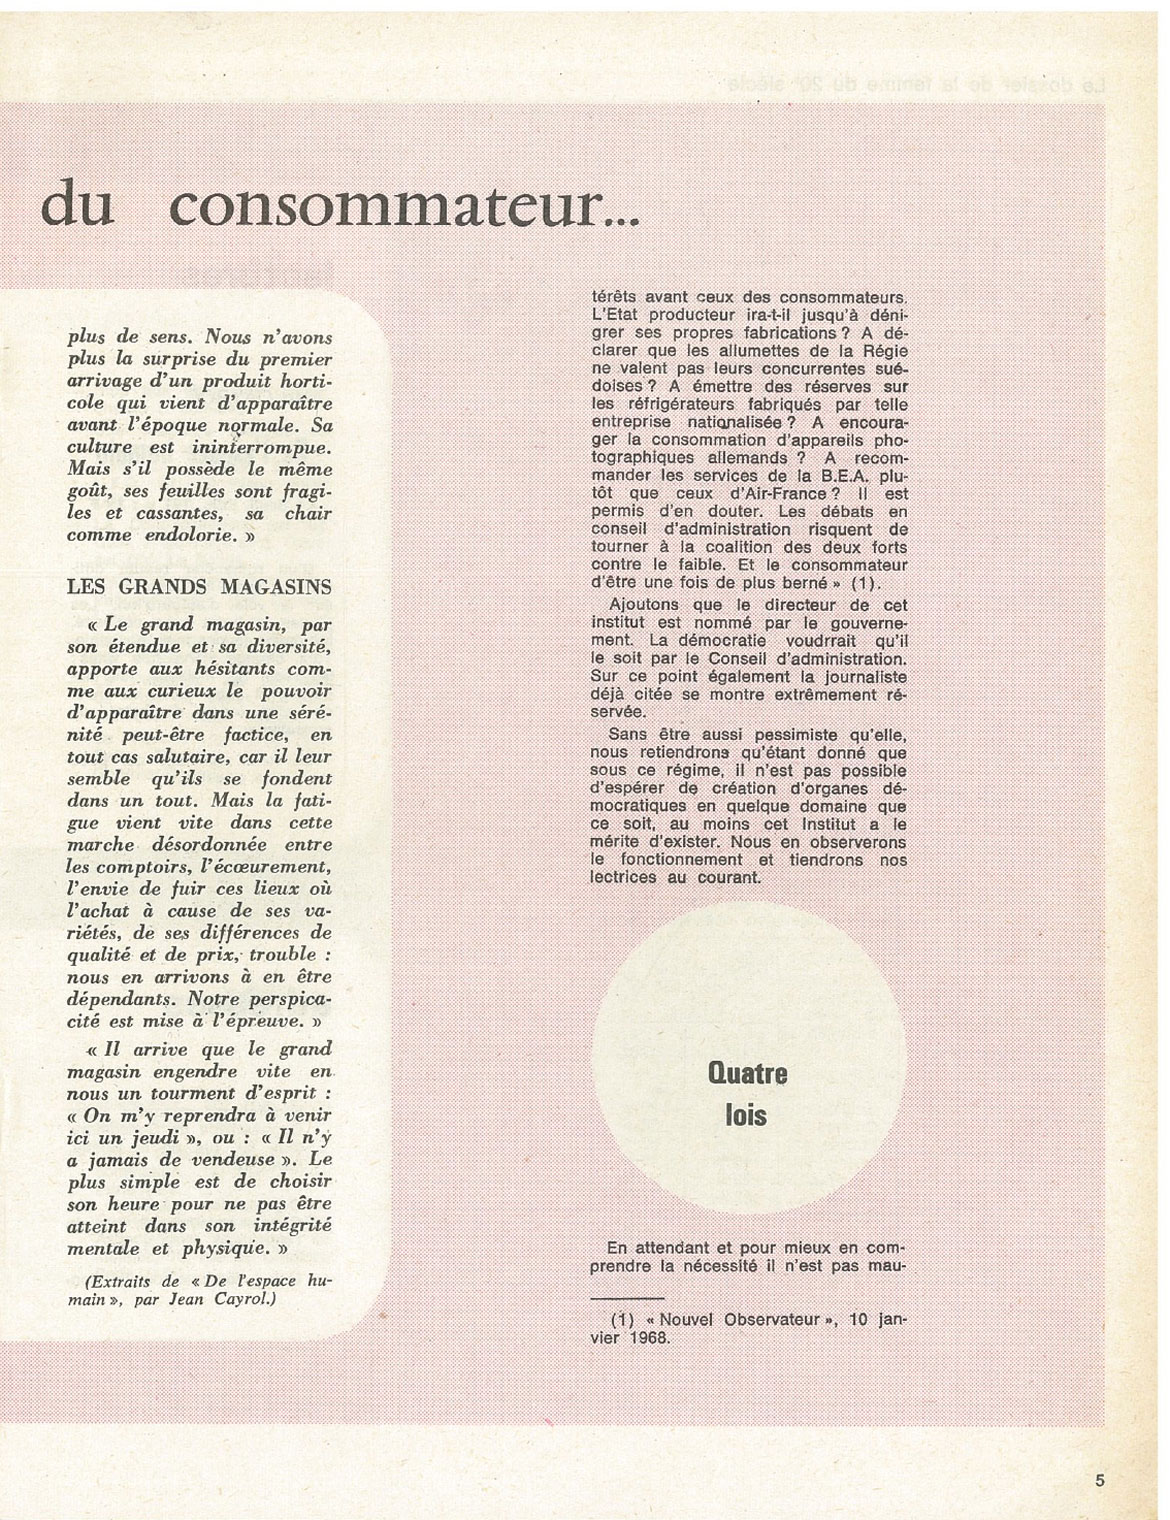 du consommateur...
plus de sens. Nous n'avons
plus la surprise du premier
arrivage d'un produit horti-
cole qui vient d'apparaître
avant l'époque normale. Sa
culture est ininterrompue.
Mais s'il possède le même
goût, ses feuilles sont fragi-
les et cassantes, sa chair
comme endolorie. »
LES GRANDS MAGASINS
« Le grand magasin, par
son étendue et sa diversité,
apporte aux hésitants com-
me aux curieux le pouvoir
d'apparaître dans une séré-
nité peut-être factice, en
tout cas salutaire, car il leur
semble qu'ils se fondent
dans un tout. Mais la fati-
gue vient vite dans cette
marche désordonnée entre
les comptoirs, l'écœurement,
l'envie de fuir ces lieux où
l'achat à cause de ses va-
riétés, de ses différences de
qualité et de prix, trouble :
nous en arrivons à en être
dépendants. Notre perspica-
cité est mise à l'épreuve. »
« Il arrive que le grand
magasin engendre vite en
nous un tourment d'esprit :
« On m'y reprendra à venir
ici un jeudi », ou : « Il n'y
a jamais de vendeuse ». Le
plus simple est de choisir
son heure pour ne pas être
atteint dans son intégrité
mentale et physique. »
(Extraits de « De l'espace hu-
main », par Jean Cayrol.)
térêts avant ceux des consommateurs.
L'Etat producteur ira-t-il jusqu'à déni-
grer ses propres fabrications ? A dé-
clarer que les allumettes de la Régie
ne valent pas leurs concurrentes sué-
doises ? A émettre des réserves sur
les réfrigérateurs fabriqués par telle
entreprise nationalisée ? A encoura-
ger la consommation d'appareils pho-
tographiques allemands ? A recom-
mander les services de la B.E.A. plu-
tôt que ceux d'Air-France ? Il est
permis d'en douter. Les débats en
conseil d'administration risquent de
tourner à la coalition des deux forts
contre le faible. Et le consommateur
d'être une fois de plus berné » (1).
Ajoutons que le directeur de cet
institut est nommé par le gouverne-
ment. La démocratie voudrrait qu'il
le soit par le Conseil d'administration.
Sur ce point également la journaliste
déjà citée se montre extrêmement ré-
servée.
Sans être aussi pessimiste qu'elle,
nous retiendrons qu'étant donné que
sous ce régime, il n'est pas possible
d'espérer de création d'organes dé-
mocratiques en quelque domaine que
ce soit, au moins cet Institut a le
mérite d'exister. Nous en observerons
le fonctionnement et tiendrons nos
lectrices au courant.
Quatre
lois
En attendant et pour mieux en com-
prendre la nécessité il n'est pas mau-
(1) « Nouvel Observateur », 10 jan-
vier 1968.
5